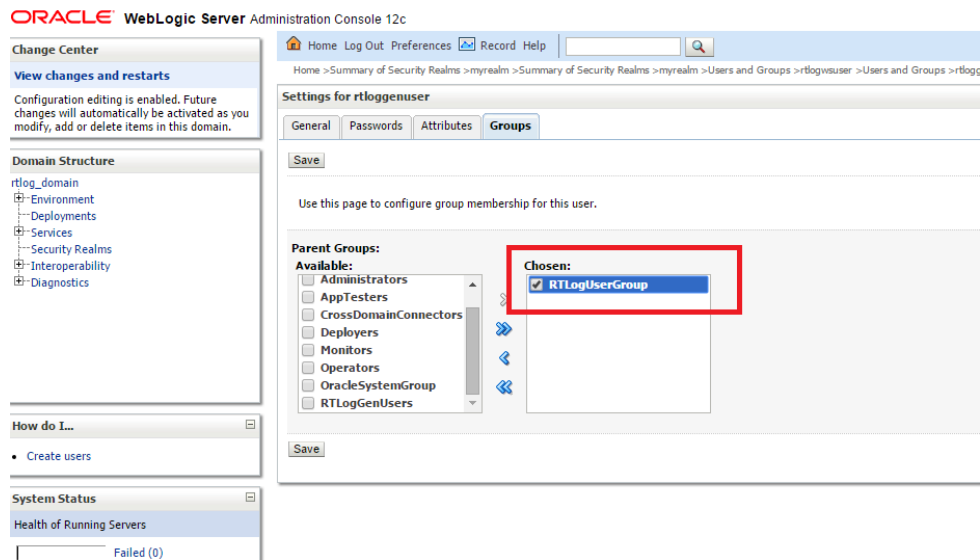 ORACLE WebLogic Server Administration Console 12c
Change Center
View changes and restarts
Configuration editing is enabled. Future
changes will automatically be activated as you
modify, add or delete items in this domain.
Domain Structure
rtlog_domain
Environment
Deployments
Services
Security Realms
Interoperability
Diagnostics
How do I...
Create users
System Status
Health of Running Servers
Failed (0)
Home Log Out Preferences Record Help
Home >Summary of Security Realms >myrealm >Summary of Security Realms >myrealm >Users and Groups >rtlogwsuser >Users and Groups >rtlogg
Settings for rtloggenuser
General Passwords Attributes Groups
Save
Use this page to configure group membership for this user.
Parent Groups:
Available:
Administrators
AppTesters
CrossDomainConnectors
Deployers
Monitors
Operators
OracleSystemGroup
RTLogGenUsers
Chosen:
RTLogUserGroup
Save